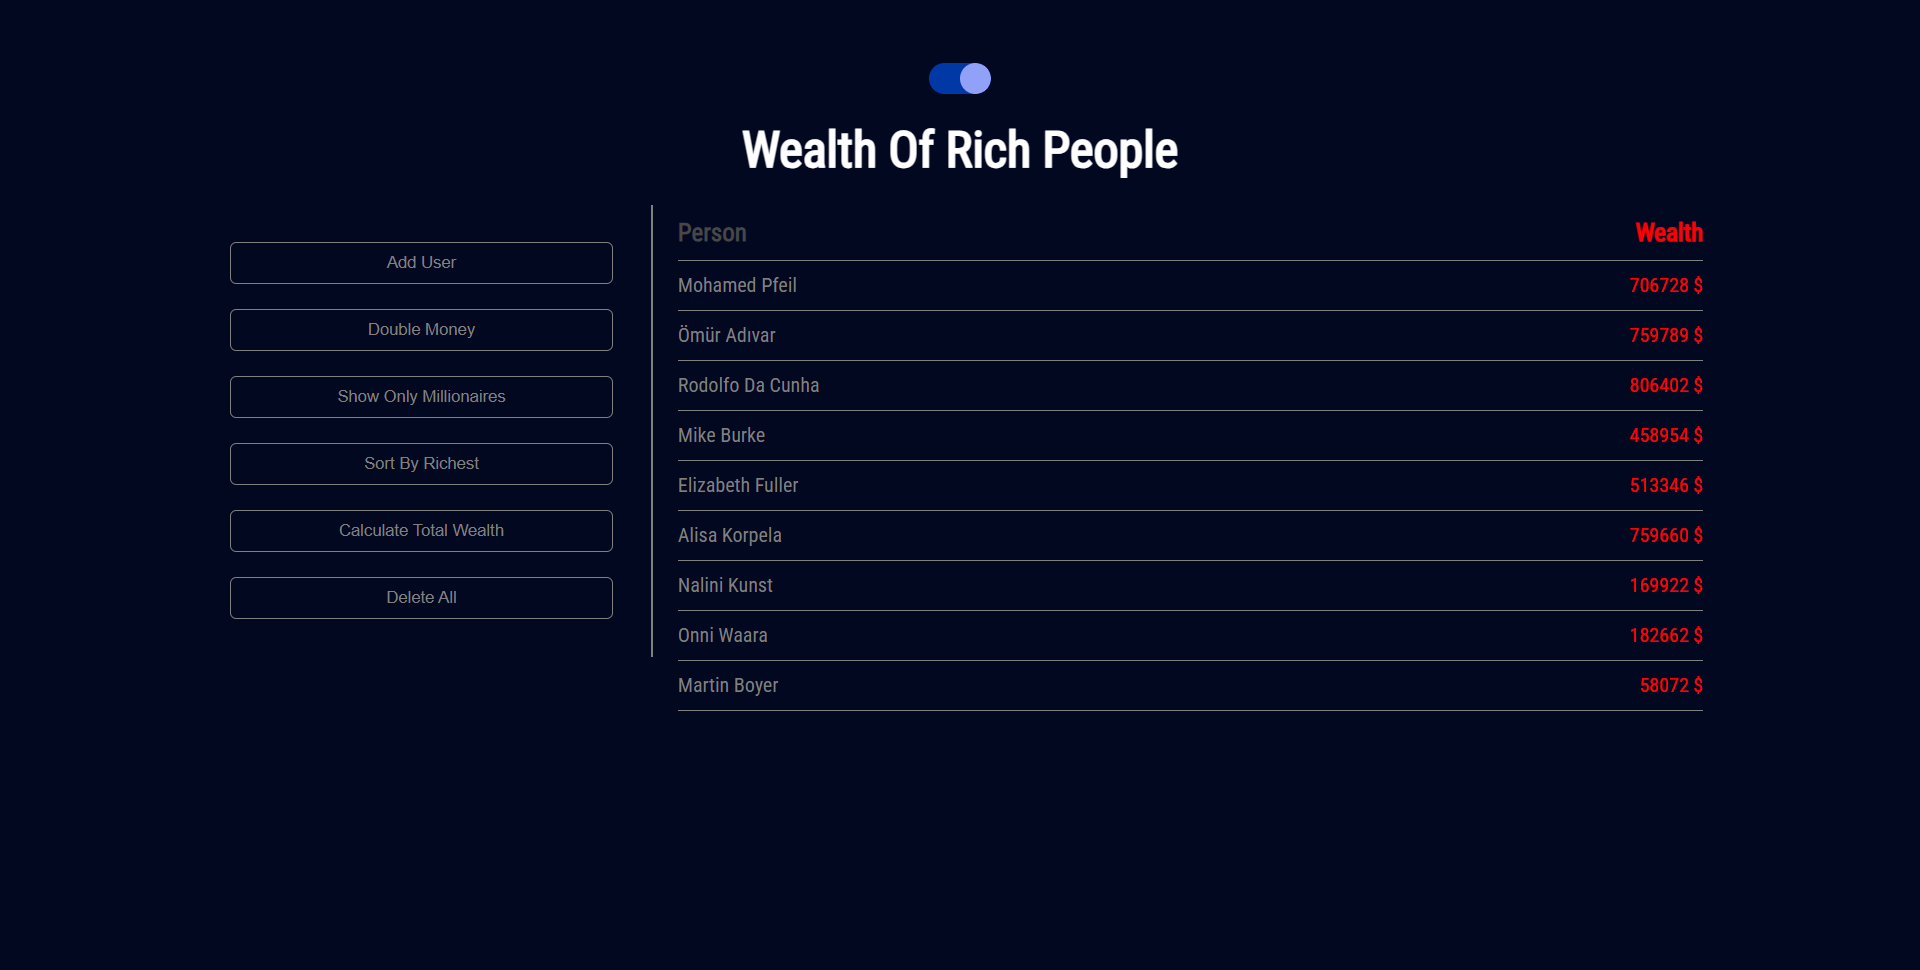 Wealth Of Rich People
Add User
Double Money
Show Only Millionaires
Sort By Richest
Calculate Total Wealth
Delete All
Person Wealth
Mohamed Pfeil 706728 $
Ömür Adıvar 759789 $
Rodolfo Da Cunha 806402 $
Mike Burke 458954 $
Elizabeth Fuller 513346 $
Alisa Korpela 759660 $
Nalini Kunst 169922 $
Onni Waara 182662 $
Martin Boyer 58072 $